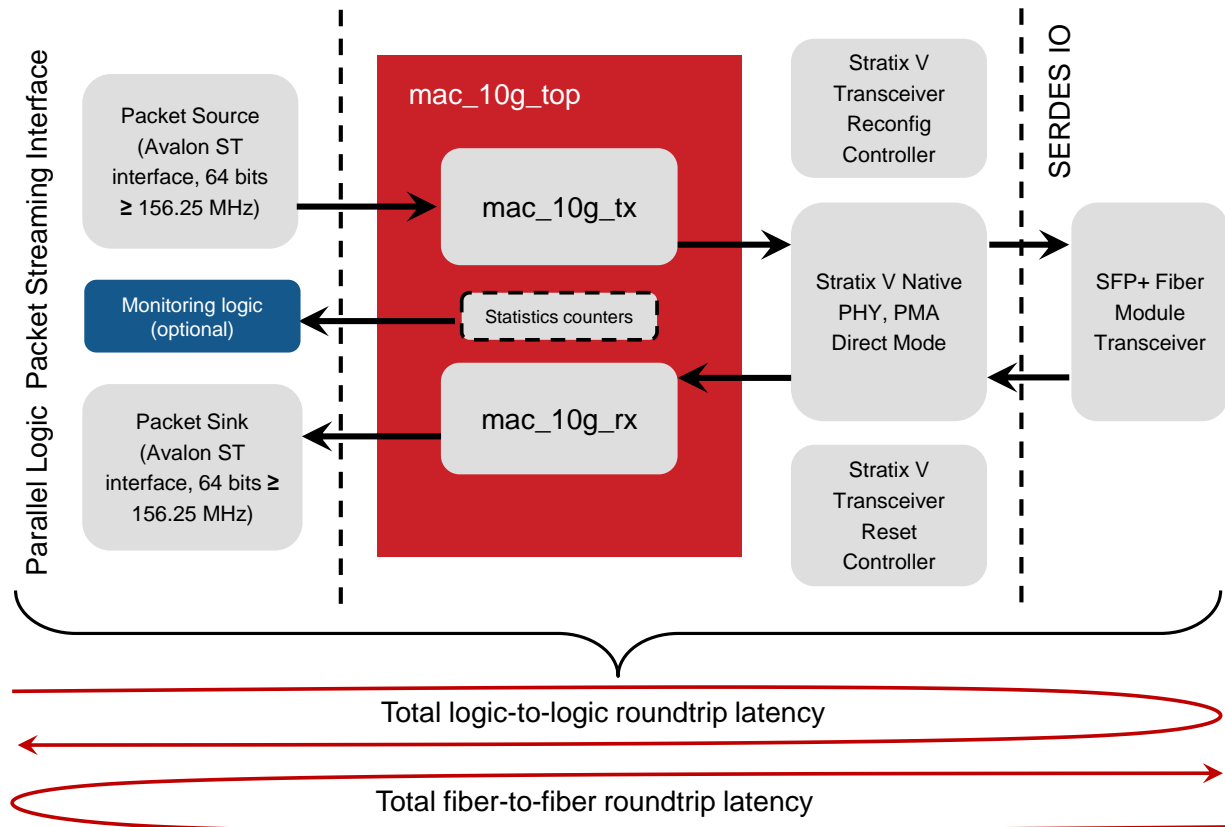 Parallel Logic Packet Streaming Interface
Packet Source
(Avalon ST
interface, 64 bits
≥ 156.25 MHz)
Monitoring logic
(optional)
Packet Sink
(Avalon ST
interface, 64 bits ≥
156.25 MHz)
mac_10g_top
mac_10g_tx
Statistics counters
mac_10g_rx
Stratix V
Transceiver
Reconfig
Controller
Stratix V Native
PHY, PMA
Direct Mode
Stratix V
Transceiver
Reset
Controller
SERDES IO
SFP+ Fiber
Module
Transceiver
Total logic-to-logic roundtrip latency
Total fiber-to-fiber roundtrip latency